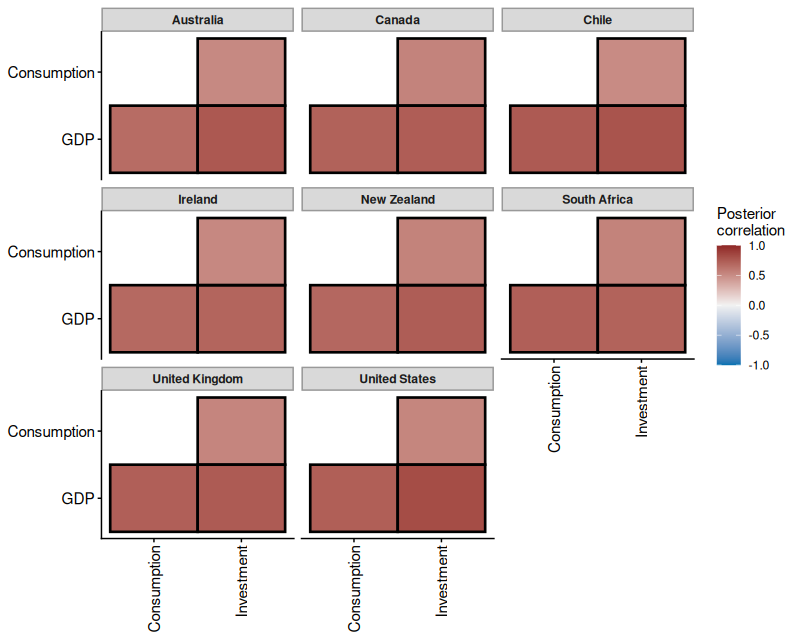 Australia
Canada
Chile
Consumption
GDP
Ireland
New Zealand
South Africa
Consumption
GDP
Posterior
correlation
1.0
0.5
0.0
-0.5
-1.0
United Kingdom
United States
Consumption
Investment
Consumption
GDP
Consumption
Investment
Consumption
Investment